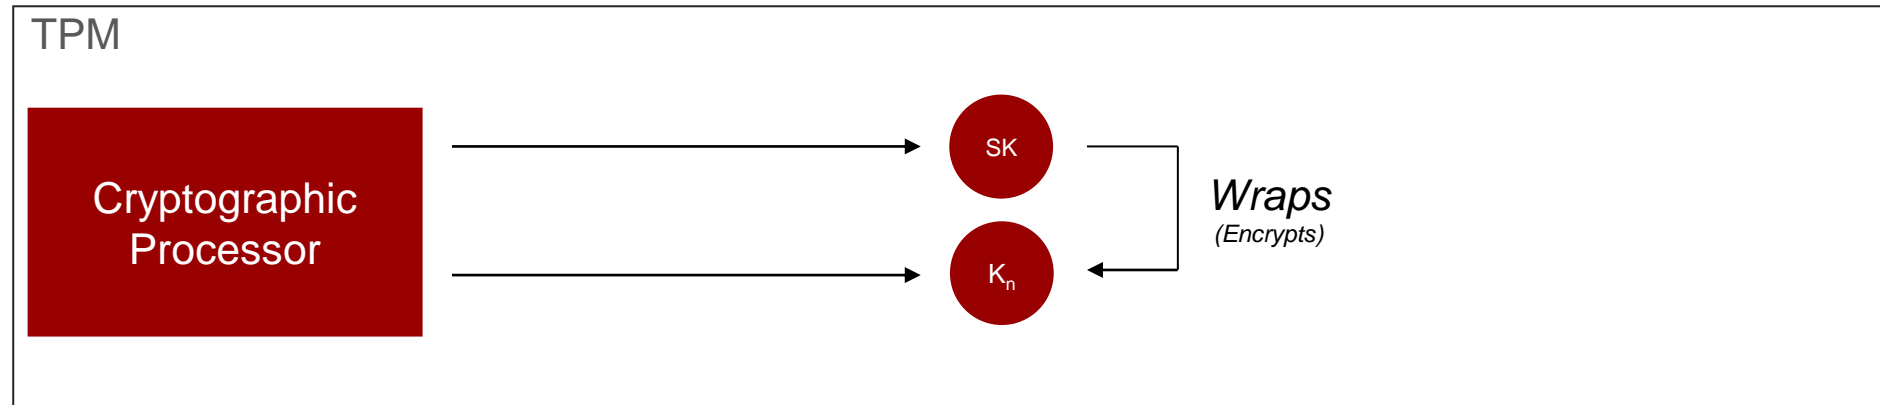 TPM
Cryptographic
Processor
SK
Wraps
(Encrypts)
Kn